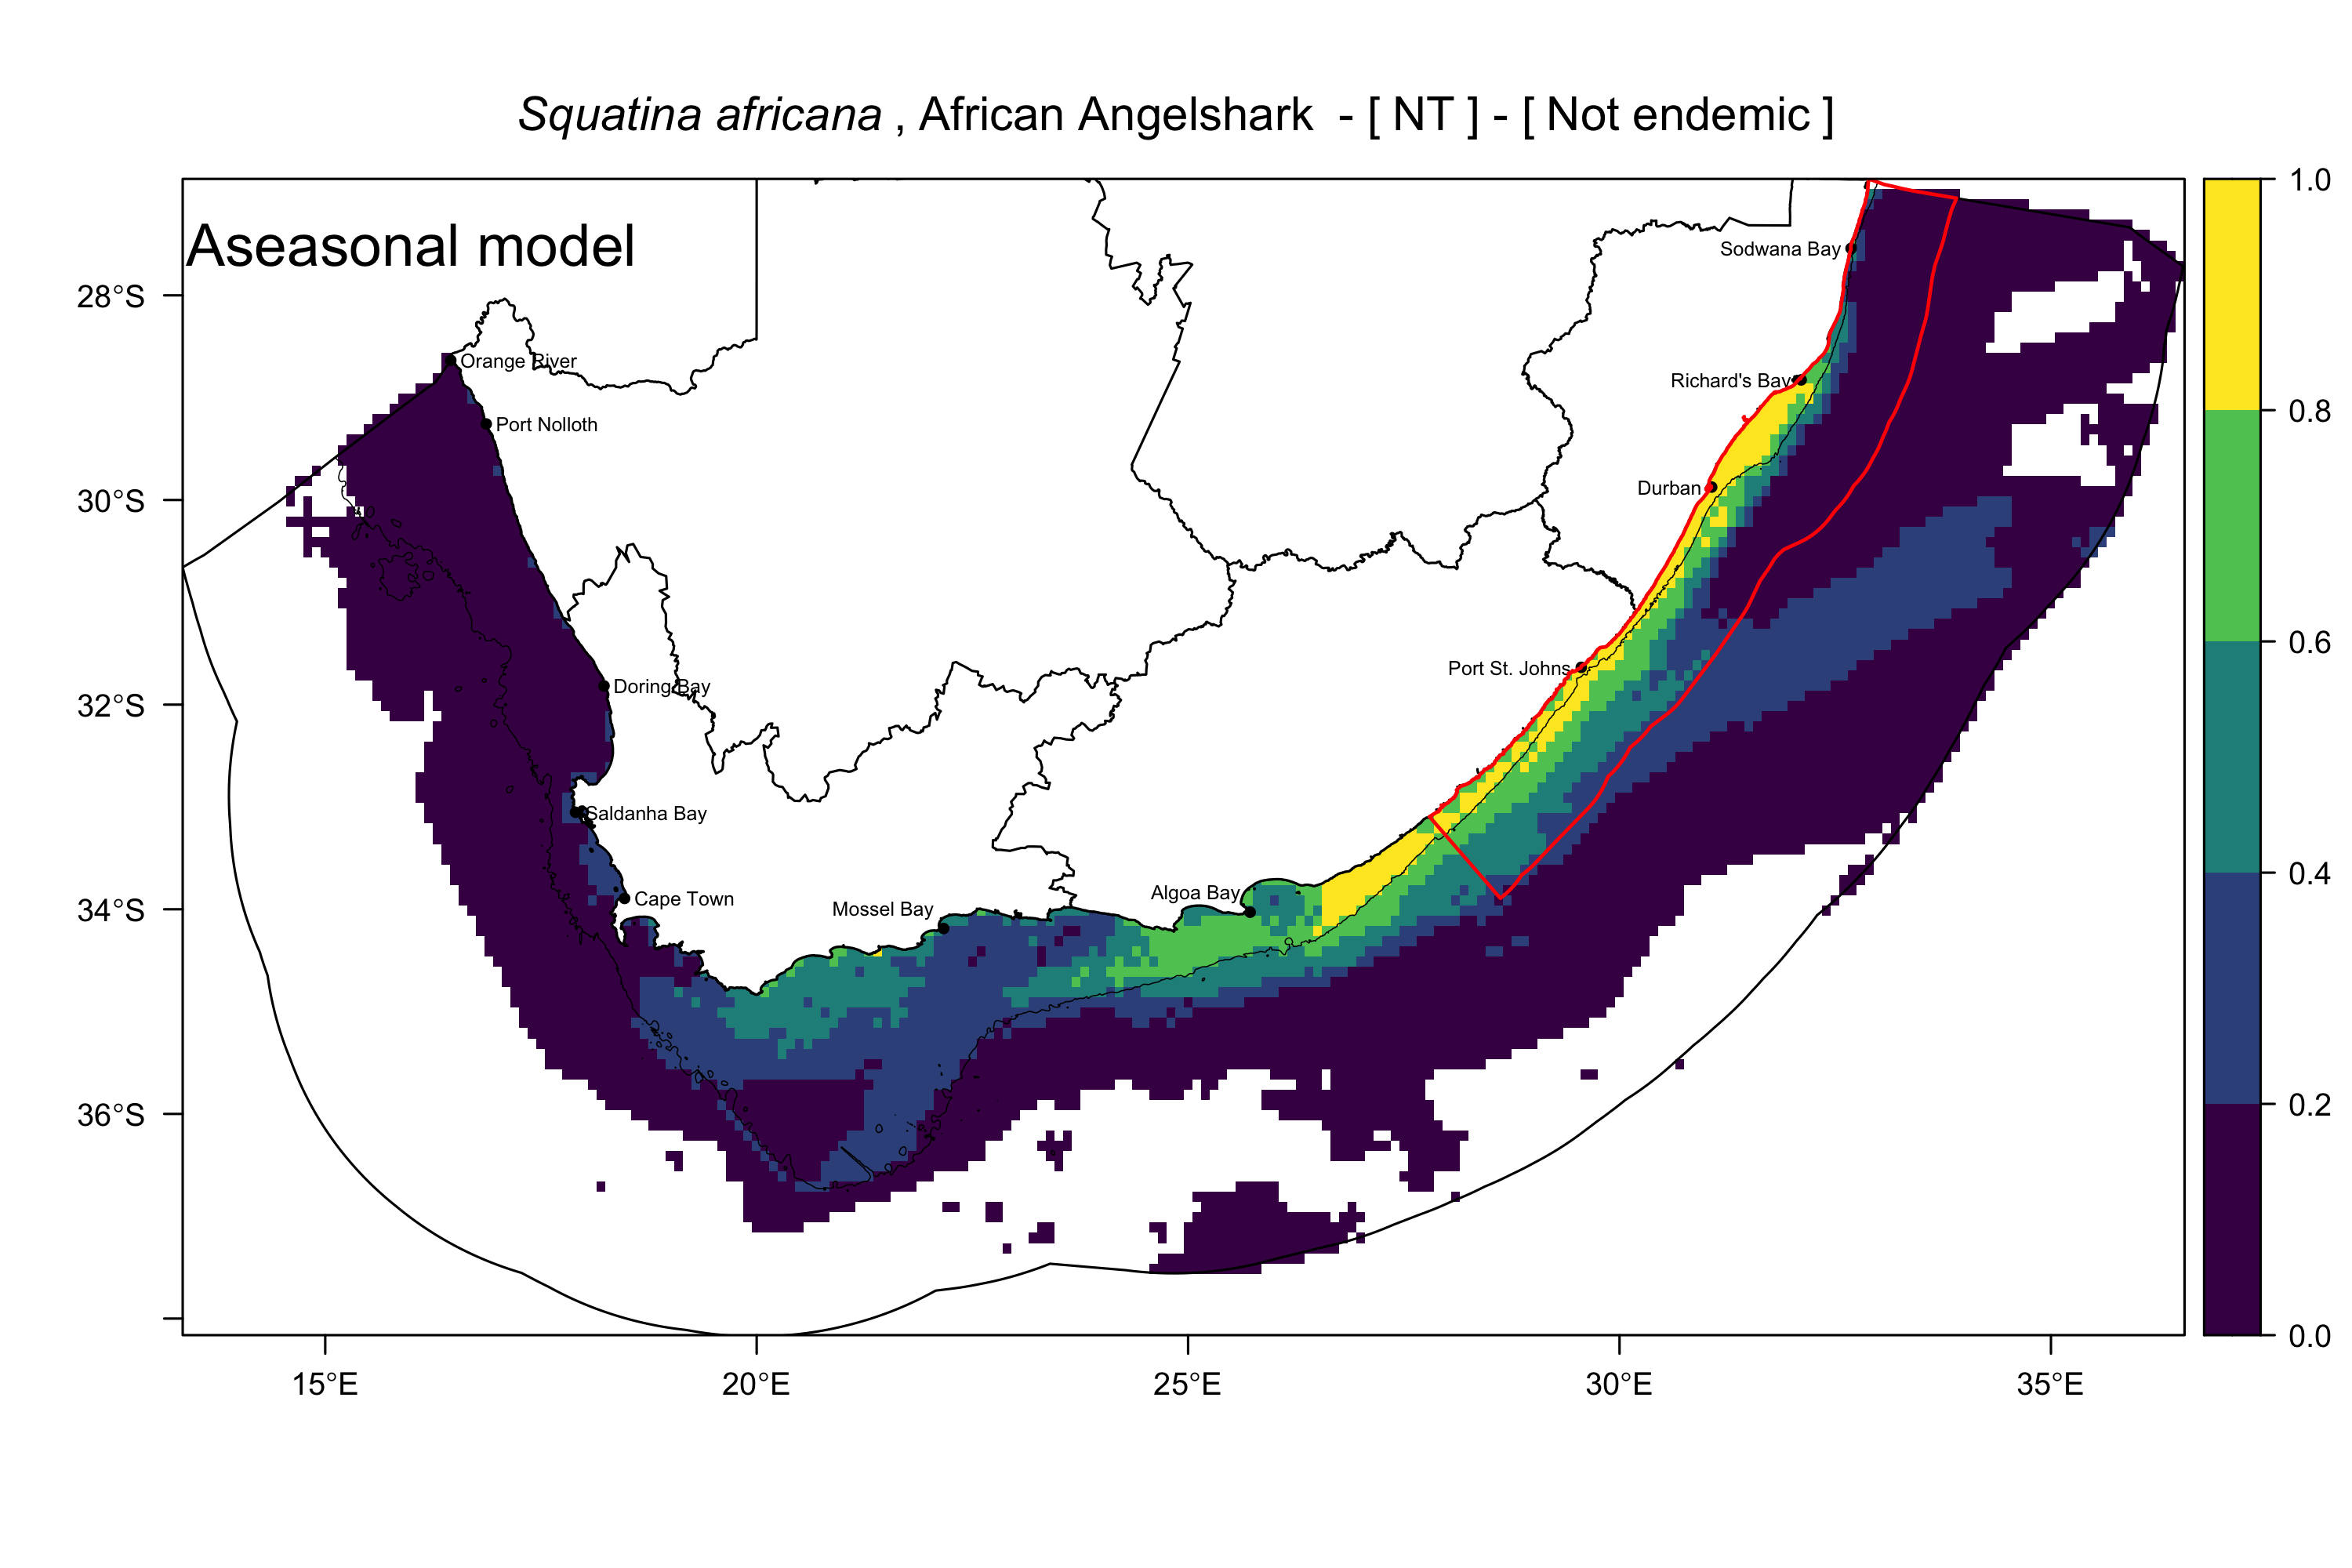 Squatina africana , African Angelshark - [ NT ] - [ Not endemic ]
Aseasonal model
28°S
30°S
32°S
34°S
36°S
15°E
20°E
25°E
30°E
35°E
Orange River
Port Nolloth
Doring Bay
Saldanha Bay
Cape Town
Mossel Bay
Algoa Bay
Port St. Johns
Durban
Richard's Bay
Sodwana Bay
1.0
0.8
0.6
0.4
0.2
0.0